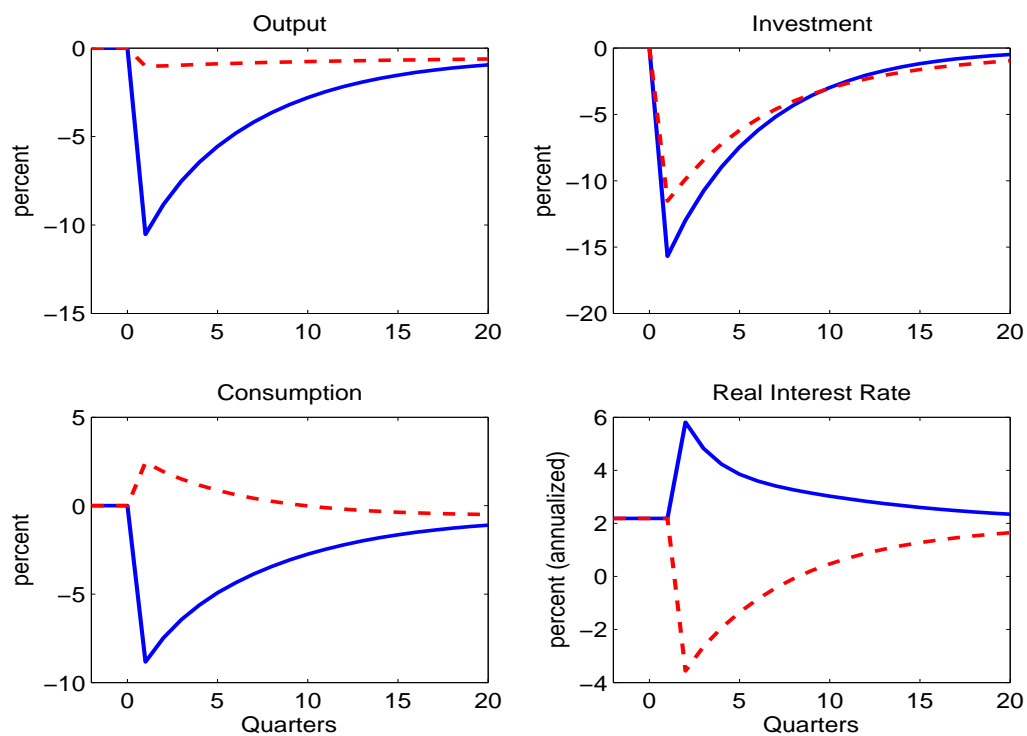 Output
Investment
0
−5
−10
−15
percent
0 5 10 15 20
0
−5
−10
−15
−20
percent
0 5 10 15 20
Consumption
Real Interest Rate
5
0
−5
−10
percent
0 5 10 15 20
Quarters
6
4
2
0
−2
−4
percent (annualized)
0 5 10 15 20
Quarters